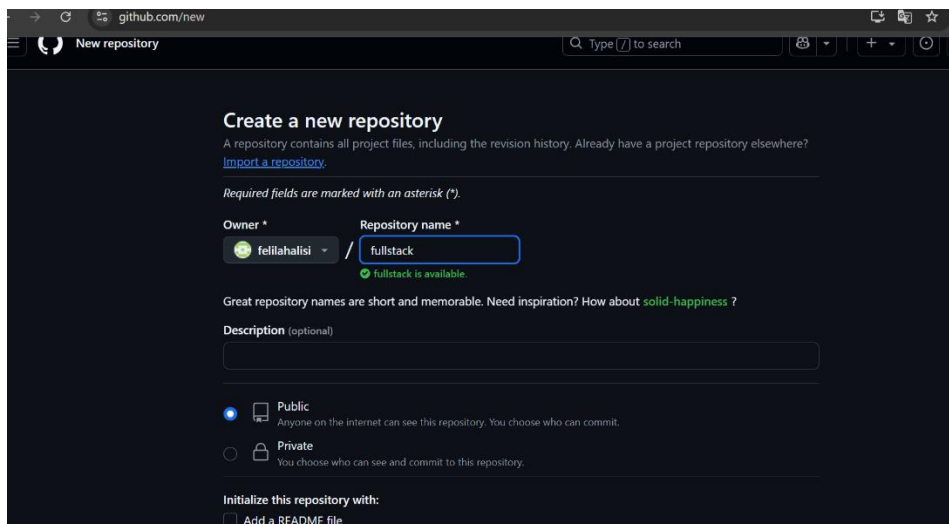 github.com/new
New repository
Type / to search
Create a new repository
A repository contains all project files, including the revision history. Already have a project repository elsewhere?
Import a repository.
Required fields are marked with an asterisk (*).
Owner *
Repository name *
felilahalisi
/
fullstack
fullstack is available.
Great repository names are short and memorable. Need inspiration? How about solid-happiness ?
Description (optional)
Public
Anyone on the internet can see this repository. You choose who can commit.
Private
You choose who can see and commit to this repository.
Initialize this repository with:
Add a README file